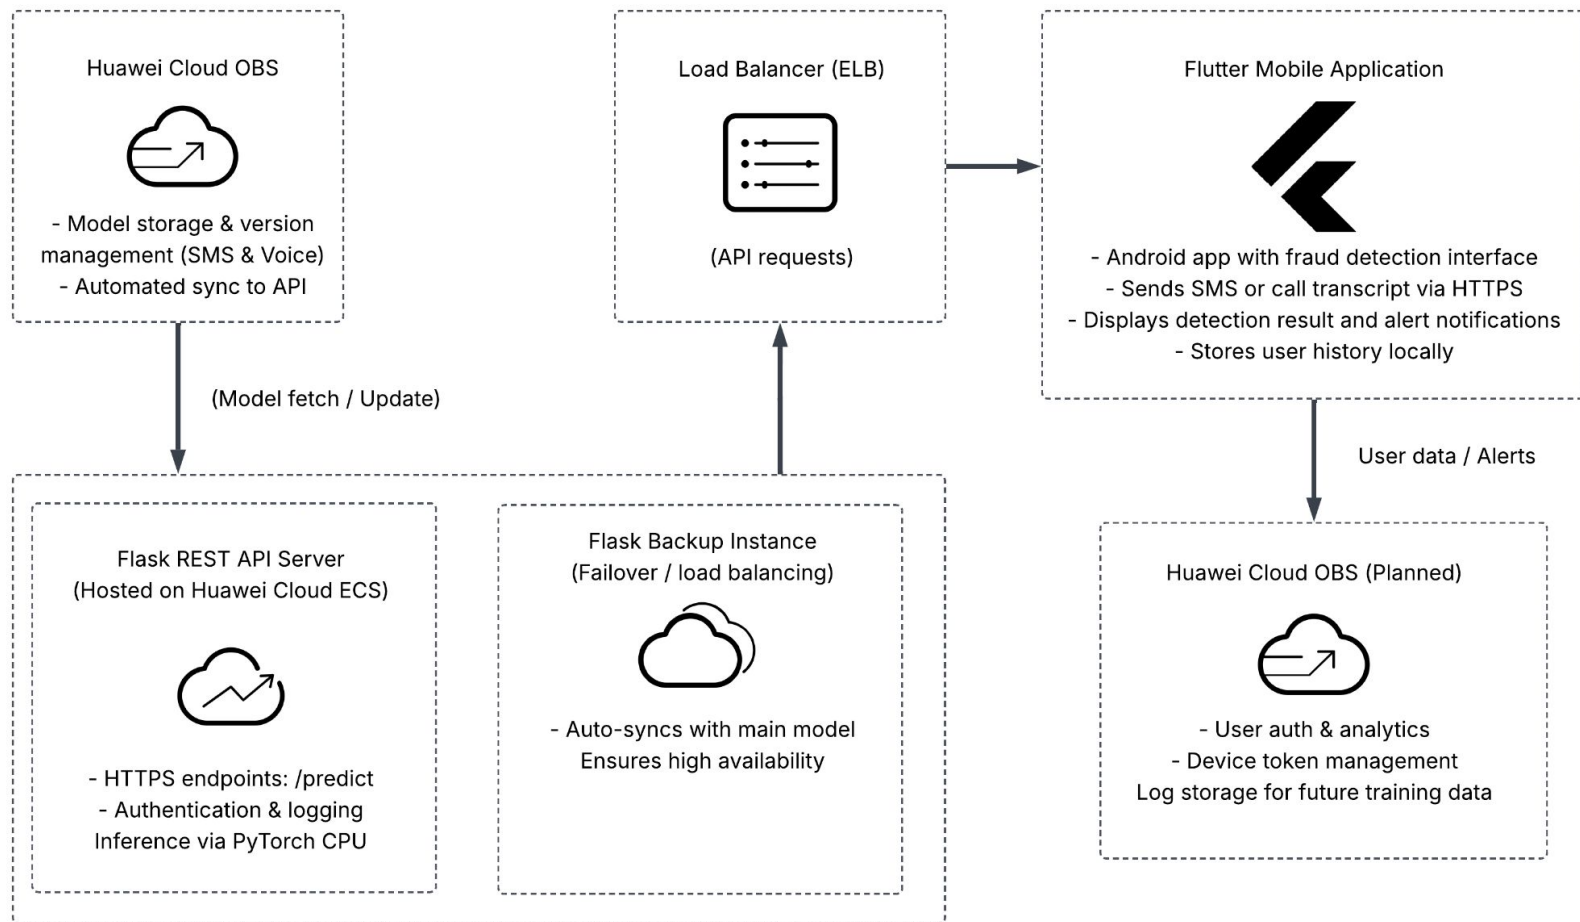 Huawei Cloud OBS
- Model storage & version
management (SMS & Voice)
- Automated sync to API
(Model fetch / Update)
Flask REST API Server
(Hosted on Huawei Cloud ECS)
- HTTPS endpoints: /predict
- Authentication & logging
Inference via PyTorch CPU
Flask Backup Instance
(Failover / load balancing)
- Auto-syncs with main model
Ensures high availability
Load Balancer (ELB)
(API requests)
Flutter Mobile Application
- Android app with fraud detection interface
- Sends SMS or call transcript via HTTPS
- Displays detection result and alert notifications
- Stores user history locally
User data / Alerts
Huawei Cloud OBS (Planned)
- User auth & analytics
- Device token management
Log storage for future training data